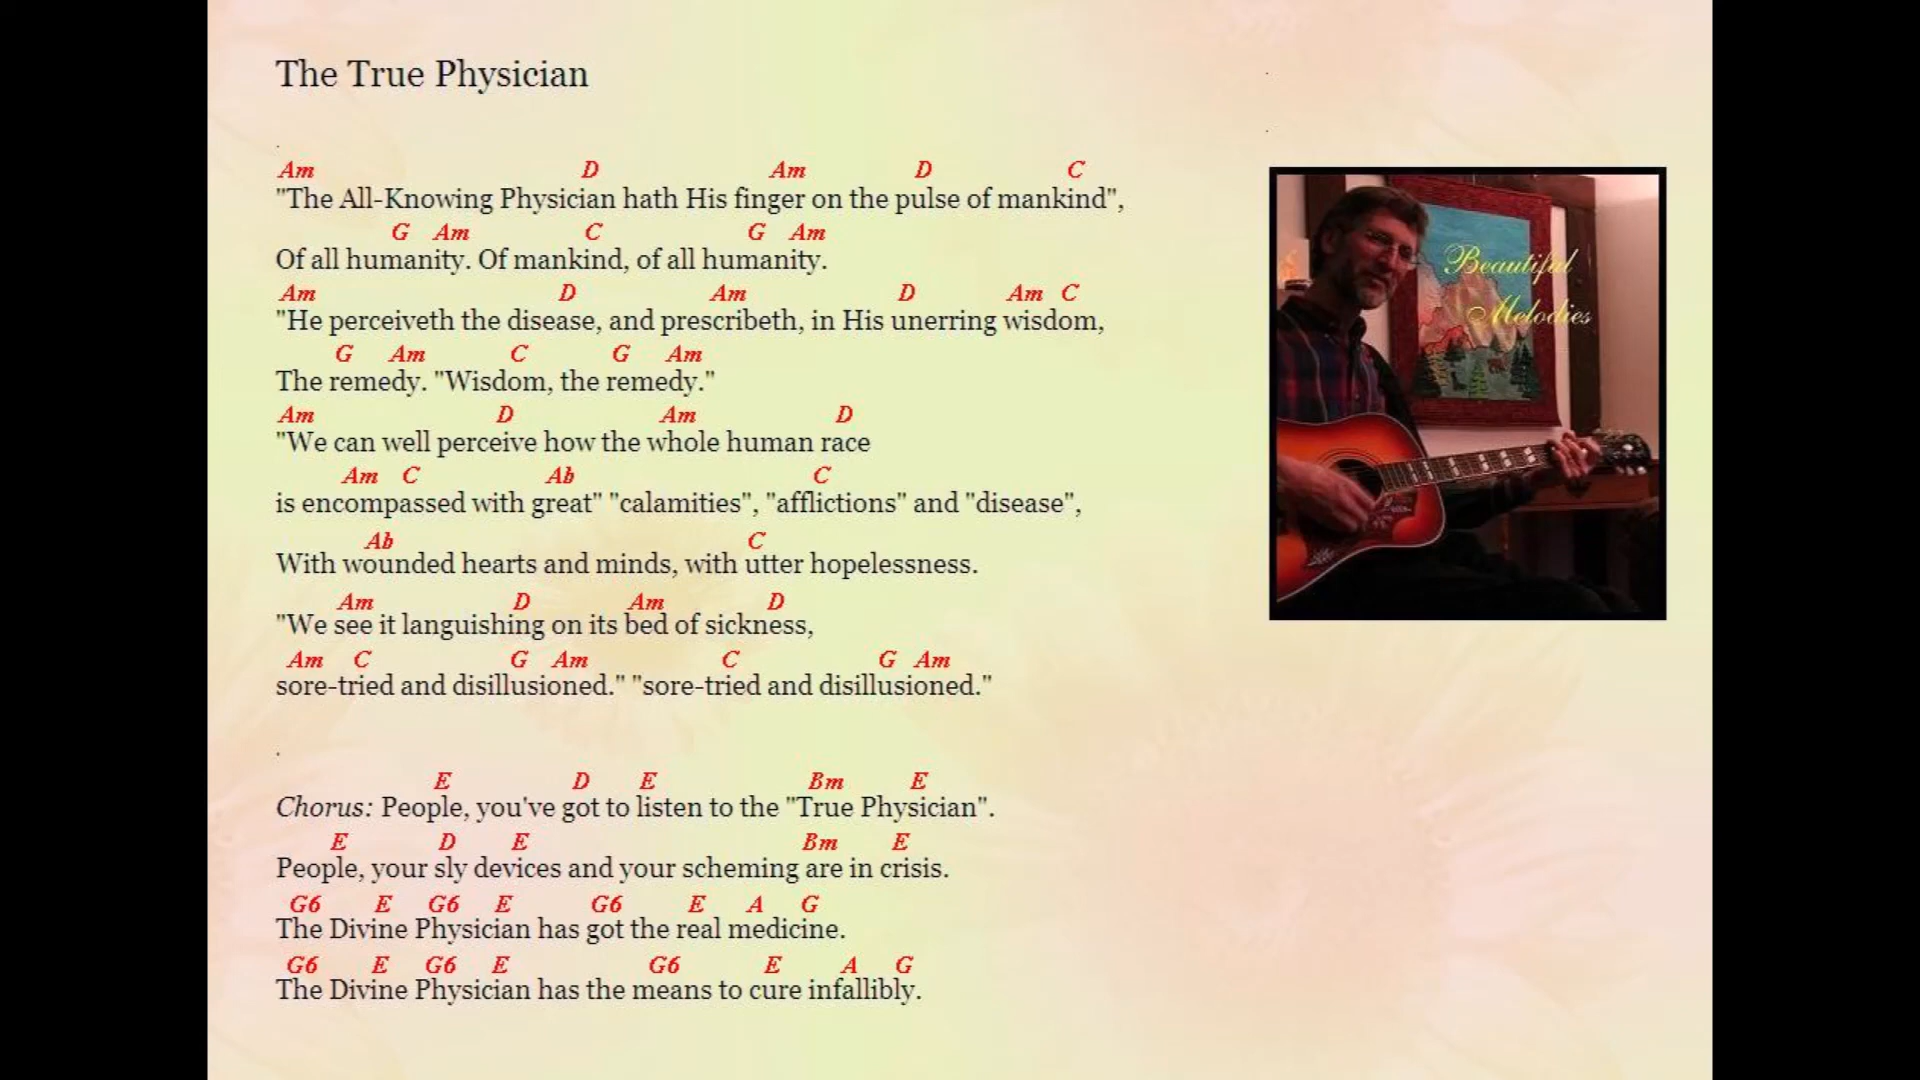 The True Physician
Am D Am D C
"The All-Knowing Physician hath His finger on the pulse of mankind",
G Am C G Am
Of all humanity. Of mankind, of all humanity.
Am D Am D Am C
"He perceiveth the disease, and prescribeth, in His unerring wisdom,
G Am C G Am
The remedy. "Wisdom, the remedy."
Am D Am D
"We can well perceive how the whole human race
Am C Ab C
is encompassed with great" "calamities", "afflictions" and "disease",
Ab C
With wounded hearts and minds, with utter hopelessness.
Am D Am D
"We see it languishing on its bed of sickness,
Am C G Am C G Am
sore-tried and disillusioned." "sore-tried and disillusioned."
E D E Bm E
Chorus: People, you've got to listen to the "True Physician".
E D E Bm E
People, your sly devices and your scheming are in crisis.
G6 E G6 E G6 E A G
The Divine Physician has got the real medicine.
G6 E G6 E G6 E A G
The Divine Physician has the means to cure infallibly.
Beautiful
Melodies